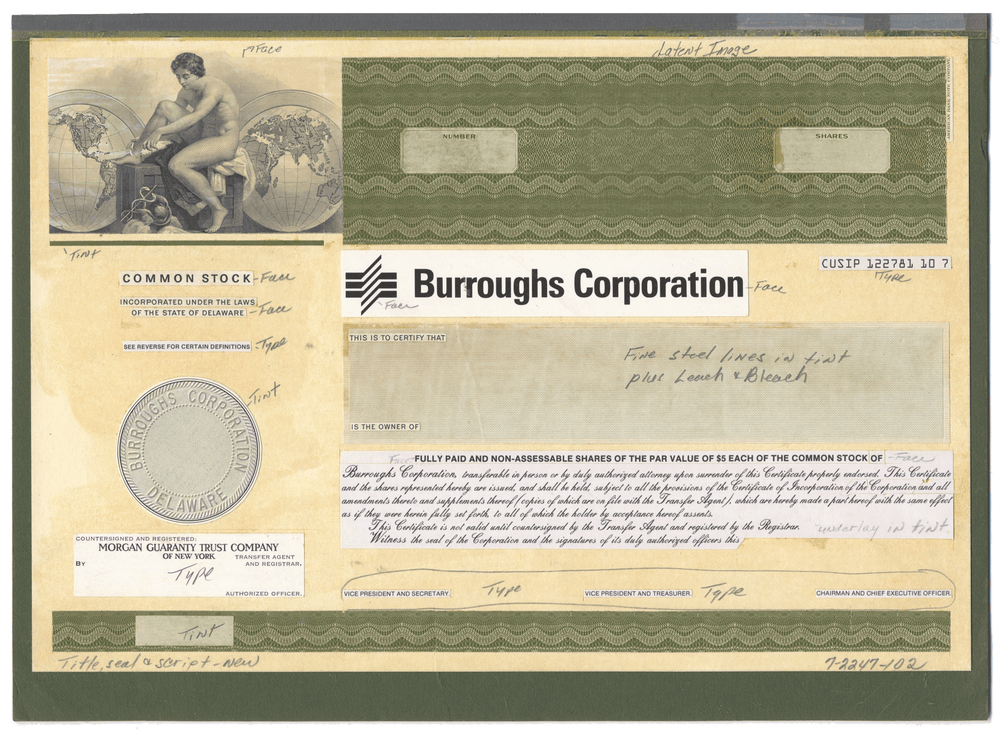 Face
Latent Image
AMERICAN BANK NOTE COMPANY
NUMBER
SHARES
Tint
COMMON STOCK - Face
INCORPORATED UNDER THE LAWS
OF THE STATE OF DELAWARE - Face
SEE REVERSE FOR CERTAIN DEFINITIONS - Type
Burroughs Corporation - Face
Face
CUSIP 122781 10 7
Type
THIS IS TO CERTIFY THAT
Fine steel lines in tint
plus Leach & Bleach
IS THE OWNER OF
BURROUGHS CORPORATION
DELAWARE
Tint
Face FULLY PAID AND NON-ASSESSABLE SHARES OF THE PAR VALUE OF $5 EACH OF THE COMMON STOCK OF - Face
Burroughs Corporation, transferable in person or by duly authorized attorney upon surrender of this Certificate properly endorsed. This Certificate
and the shares represented hereby are issued, and shall be held, subject to all the provisions of the Certificate of Incorporation of the Corporation and all
amendments thereto and supplements thereof (copies of which are on file with the Transfer Agent), which are hereby made a part hereof with the same effect
as if they were herein fully set forth, to all of which the holder by acceptance hereof assents.
This Certificate is not valid until countersigned by the Transfer Agent and registered by the Registrar.
Witness the seal of the Corporation and the signatures of its duly authorized officers this
underlay in tint
COUNTERSIGNED AND REGISTERED:
MORGAN GUARANTY TRUST COMPANY
OF NEW YORK
TRANSFER AGENT
AND REGISTRAR,
BY
Type
AUTHORIZED OFFICER.
VICE PRESIDENT AND SECRETARY.
Type
VICE PRESIDENT AND TREASURER.
Type
CHAIRMAN AND CHIEF EXECUTIVE OFFICER.
Tint
Title, seal & script - new
7-2247-102